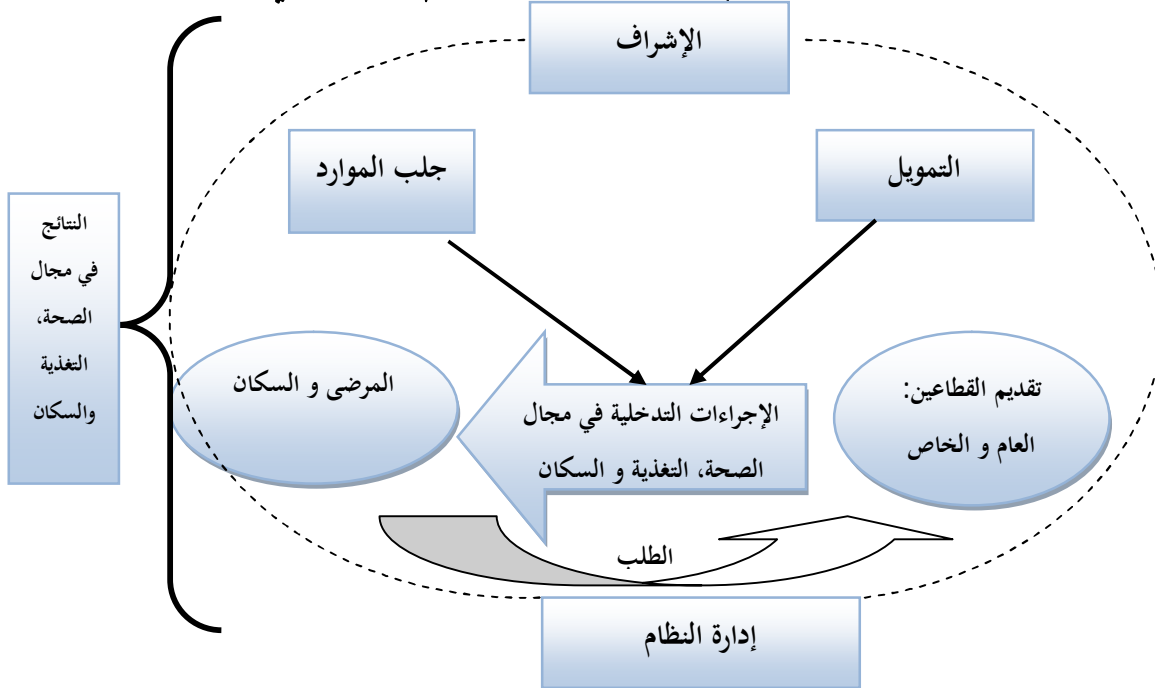 الإشراف
التمويل
جلب الموارد
النتائج
في مجال
الصحة،
التغذية
والسكان
تقديم القطاعين:
العام و الخاص
الإجراءات التدخلية في مجال
الصحة، التغذية و السكان
المرضى و السكان
الطلب
إدارة النظام